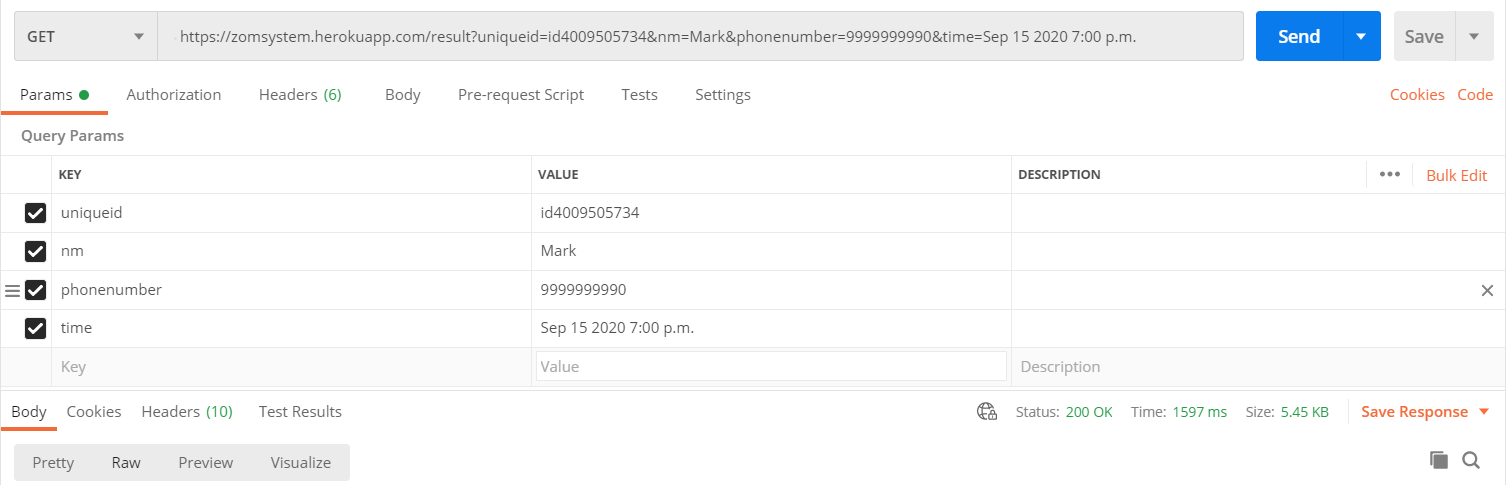 GET https://zomsystem.herokuapp.com/result?uniqueid=id4009505734&nm=Mark&phonenumber=9999999990&time=Sep 15 2020 7:00 p.m. Send Save
Params Authorization Headers (6) Body Pre-request Script Tests Settings Cookies Code
Query Params
KEY VALUE DESCRIPTION ••• Bulk Edit
uniqueid id4009505734
nm Mark
phonenumber 9999999990
time Sep 15 2020 7:00 p.m.
Key Value Description
Body Cookies Headers (10) Test Results Status: 200 OK Time: 1597 ms Size: 5.45 KB Save Response
Pretty Raw Preview Visualize